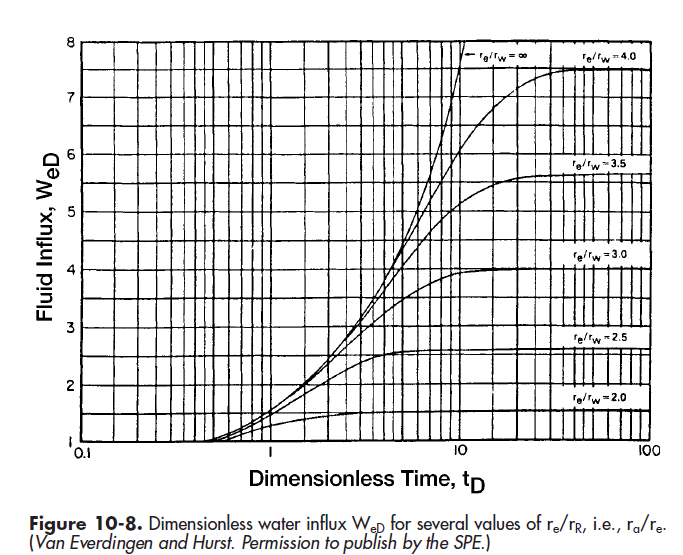 8
7
6
5
4
3
2
1
Fluid Influx, WeD
re/rw = ∞
re/rw = 4.0
re/rw = 3.5
re/rw = 3.0
re/rw = 2.5
re/rw = 2.0
0.1
1
10
100
Dimensionless Time, tD
Figure 10-8. Dimensionless water influx WeD for several values of re/rR, i.e., ra/re.
(Van Everdingen and Hurst. Permission to publish by the SPE.)